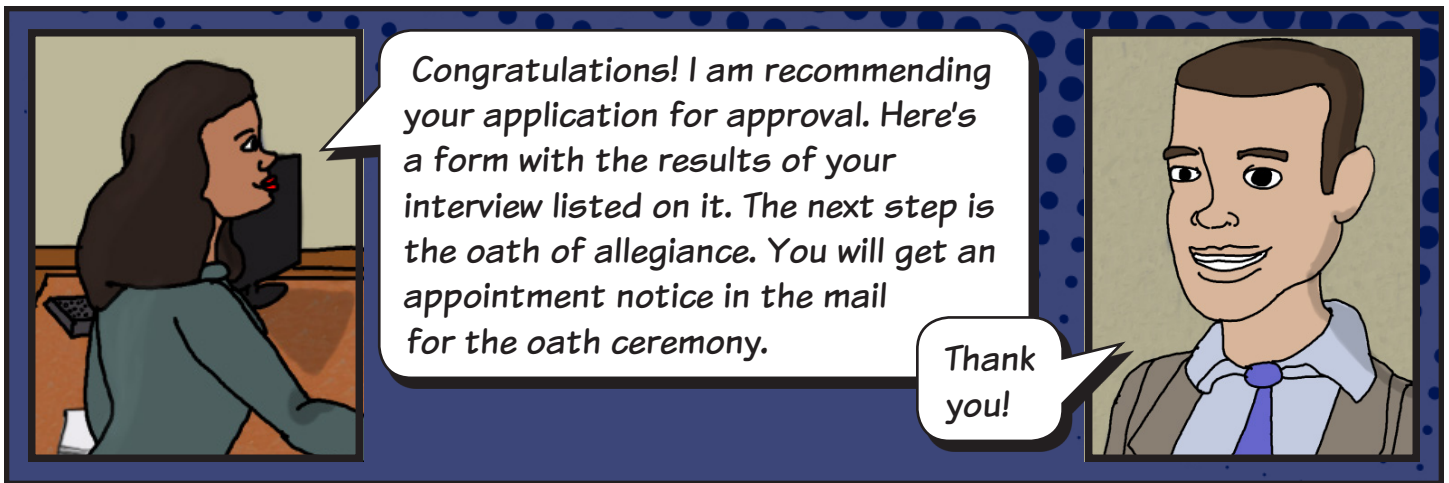 Congratulations! I am recommending
your application for approval. Here's
a form with the results of your
interview listed on it. The next step is
the oath of allegiance. You will get an
appointment notice in the mail
for the oath ceremony.
Thank
you!